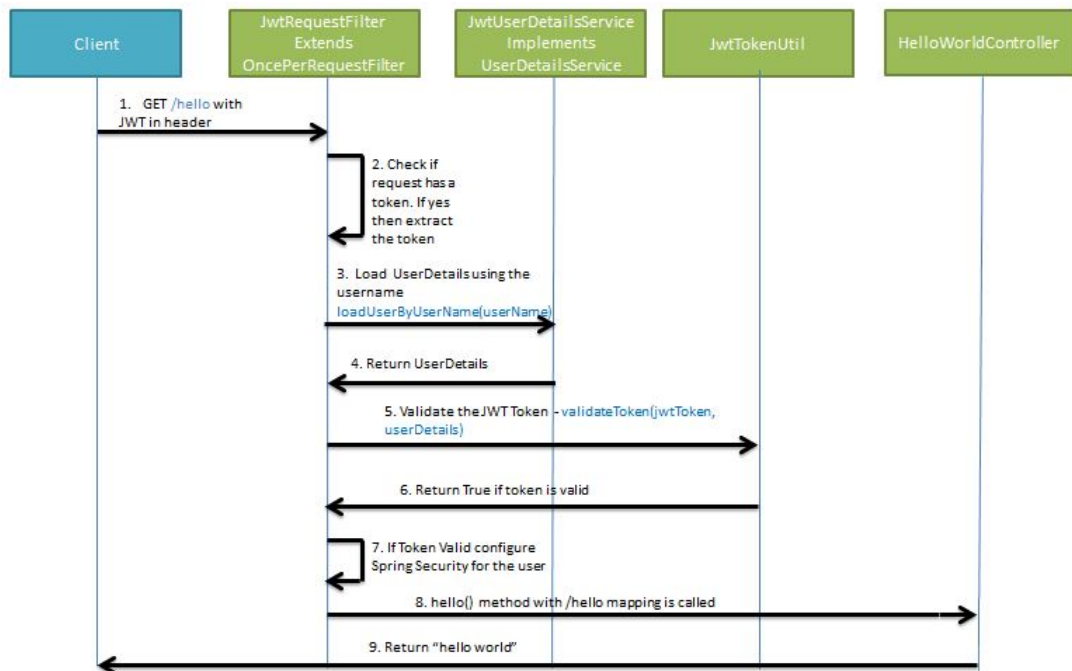 Client
JwtRequestFilter
Extends
OncePerRequestFilter
JwtUserDetailsService
Implements
UserDetailsService
JwtTokenUtil
HelloWorldController
1. GET /hello with
JWT in header
2. Check if
request has a
token. If yes
then extract
the token
3. Load UserDetails using the
username
loadUserByUserName(userName)
4. Return UserDetails
5. Validate the JWT Token - validateToken(jwtToken,
userDetails)
6. Return True if token is valid
7. If Token Valid configure
Spring Security for the user
8. hello() method with /hello mapping is called
9. Return “hello world”